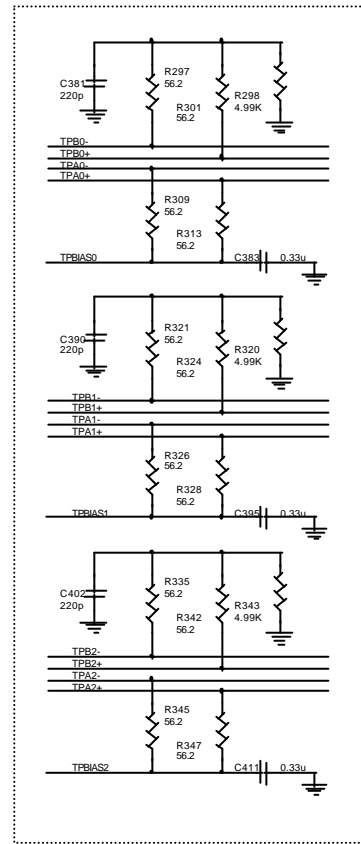 R297
56.2
C381
220p
R298
4.99K
R301
56.2
TPB0-
TPB0+
TPA0-
TPA0+
R309
56.2
R313
56.2
TPBIAS0
C383
0.33u
R321
56.2
C390
220p
R320
4.99K
R324
56.2
TPB1-
TPB1+
TPA1-
TPA1+
R326
56.2
R328
56.2
TPBIAS1
C395
0.33u
R335
56.2
C402
220p
R343
4.99K
R342
56.2
TPB2-
TPB2+
TPA2-
TPA2+
R345
56.2
R347
56.2
TPBIAS2
C411
0.33u